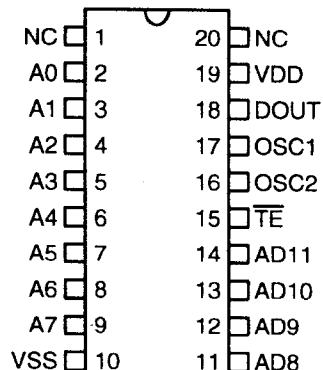 NC 1 20 NC
A0 2 19 VDD
A1 3 18 DOUT
A2 4 17 OSC1
A3 5 16 OSC2
A4 6 15 T̅E̅
A5 7 14 AD11
A6 8 13 AD10
A7 9 12 AD9
VSS 10 11 AD8